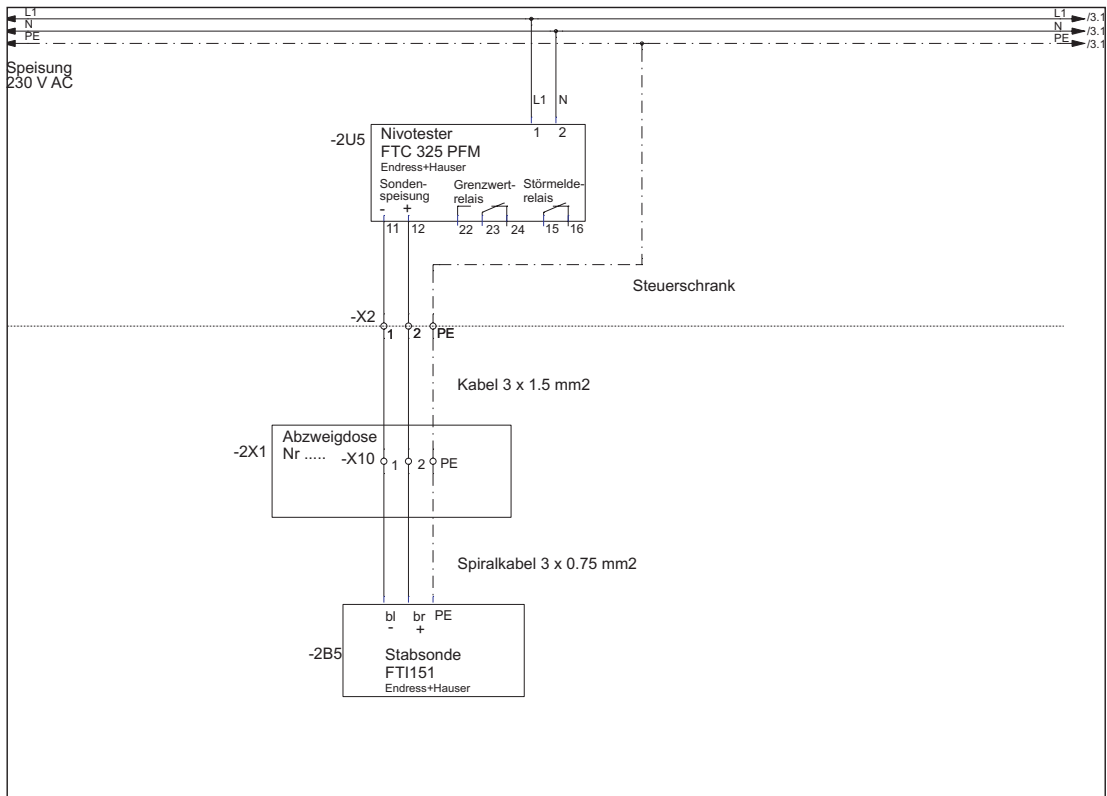 L1
L1
/3.1
N
N
/3.1
PE
PE
/3.1
Speisung
230 V AC
L1 N
-2U5
Nivotester
1 2
FTC 325 PFM
Endress+Hauser
Sonden-
speisung
Grenzwert-
relais
Störmelde-
relais
- +
11 12 22 23 24 15 16
Steuerschrank
-X2
1 2 PE
Kabel 3 x 1.5 mm2
-2X1
Abzweigdose
Nr .....
-X10
1 2 PE
Spiralkabel 3 x 0.75 mm2
bl br PE
- +
-2B5
Stabsonde
FTI151
Endress+Hauser